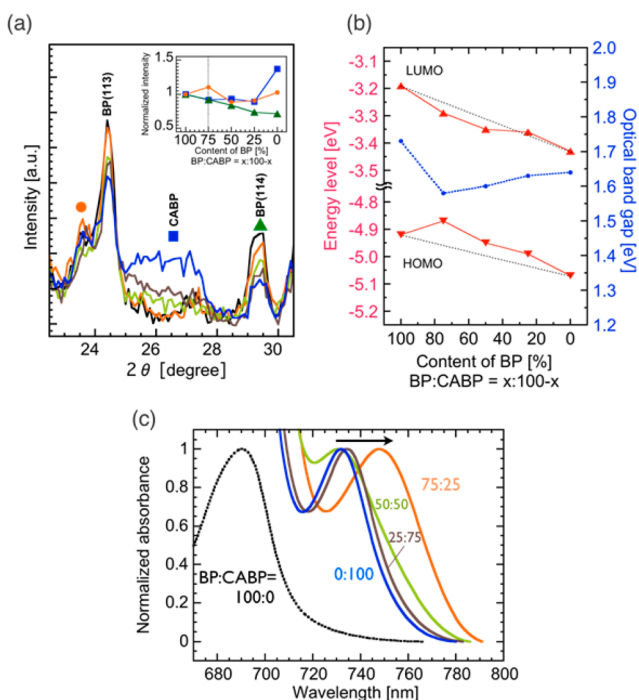 (a)
Intensity [a.u.]
BP(113)
CABP
BP(114)
24 26 28 30
2 θ [degree]
Normalized intensity
1.5
1
0.5
100 75 50 25 0
Content of BP [%]
BP:CABP = x:100-x
(b)
Energy level [eV]
-3.1
-3.2
-3.3
-3.4
-3.5
-4.8
-4.9
-5.0
-5.1
-5.2
LUMO
HOMO
2.0
1.9
1.8
1.7
1.6
1.5
1.4
1.3
1.2
Optical band gap [eV]
100 80 60 40 20 0
Content of BP [%]
BP:CABP = x:100-x
(c)
Normalized absorbance
1
0.8
0.6
0.4
0.2
0
75:25
50:50
25:75
0:100
BP:CABP=
100:0
680 700 720 740 760 780 800
Wavelength [nm]